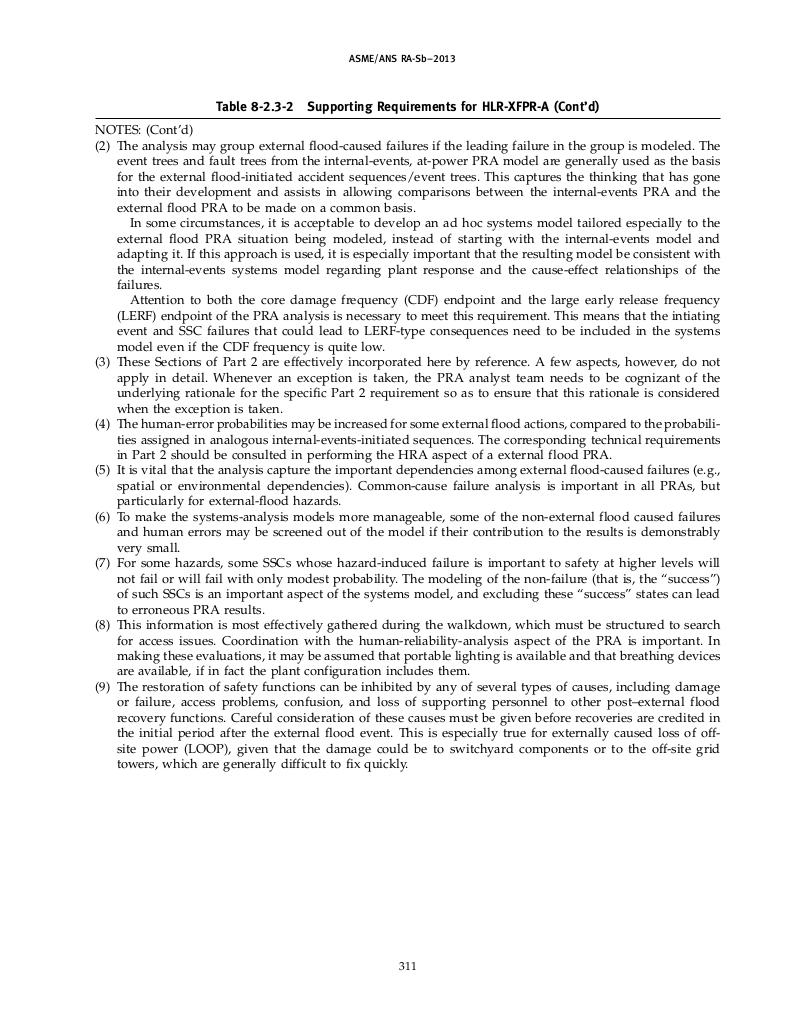 ASME/ANS RA-Sb–2013
Table 8-2.3-2 Supporting Requirements for HLR-XFPR-A (Cont'd)
NOTES: (Cont'd)
(2) The analysis may group external flood-caused failures if the leading failure in the group is modeled. The
event trees and fault trees from the internal-events, at-power PRA model are generally used as the basis
for the external flood-initiated accident sequences/event trees. This captures the thinking that has gone
into their development and assists in allowing comparisons between the internal-events PRA and the
external flood PRA to be made on a common basis.
In some circumstances, it is acceptable to develop an ad hoc systems model tailored especially to the
external flood PRA situation being modeled, instead of starting with the internal-events model and
adapting it. If this approach is used, it is especially important that the resulting model be consistent with
the internal-events systems model regarding plant response and the cause-effect relationships of the
failures.
Attention to both the core damage frequency (CDF) endpoint and the large early release frequency
(LERF) endpoint of the PRA analysis is necessary to meet this requirement. This means that the intiating
event and SSC failures that could lead to LERF-type consequences need to be included in the systems
model even if the CDF frequency is quite low.
(3) These Sections of Part 2 are effectively incorporated here by reference. A few aspects, however, do not
apply in detail. Whenever an exception is taken, the PRA analyst team needs to be cognizant of the
underlying rationale for the specific Part 2 requirement so as to ensure that this rationale is considered
when the exception is taken.
(4) The human-error probabilities may be increased for some external flood actions, compared to the probabili-
ties assigned in analogous internal-events-initiated sequences. The corresponding technical requirements
in Part 2 should be consulted in performing the HRA aspect of a external flood PRA.
(5) It is vital that the analysis capture the important dependencies among external flood-caused failures (e.g.,
spatial or environmental dependencies). Common-cause failure analysis is important in all PRAs, but
particularly for external-flood hazards.
(6) To make the systems-analysis models more manageable, some of the non-external flood caused failures
and human errors may be screened out of the model if their contribution to the results is demonstrably
very small.
(7) For some hazards, some SSCs whose hazard-induced failure is important to safety at higher levels will
not fail or will fail with only modest probability. The modeling of the non-failure (that is, the “success”)
of such SSCs is an important aspect of the systems model, and excluding these “success” states can lead
to erroneous PRA results.
(8) This information is most effectively gathered during the walkdown, which must be structured to search
for access issues. Coordination with the human-reliability-analysis aspect of the PRA is important. In
making these evaluations, it may be assumed that portable lighting is available and that breathing devices
are available, if in fact the plant configuration includes them.
(9) The restoration of safety functions can be inhibited by any of several types of causes, including damage
or failure, access problems, confusion, and loss of supporting personnel to other post–external flood
recovery functions. Careful consideration of these causes must be given before recoveries are credited in
the initial period after the external flood event. This is especially true for externally caused loss of off-
site power (LOOP), given that the damage could be to switchyard components or to the off-site grid
towers, which are generally difficult to fix quickly.
311